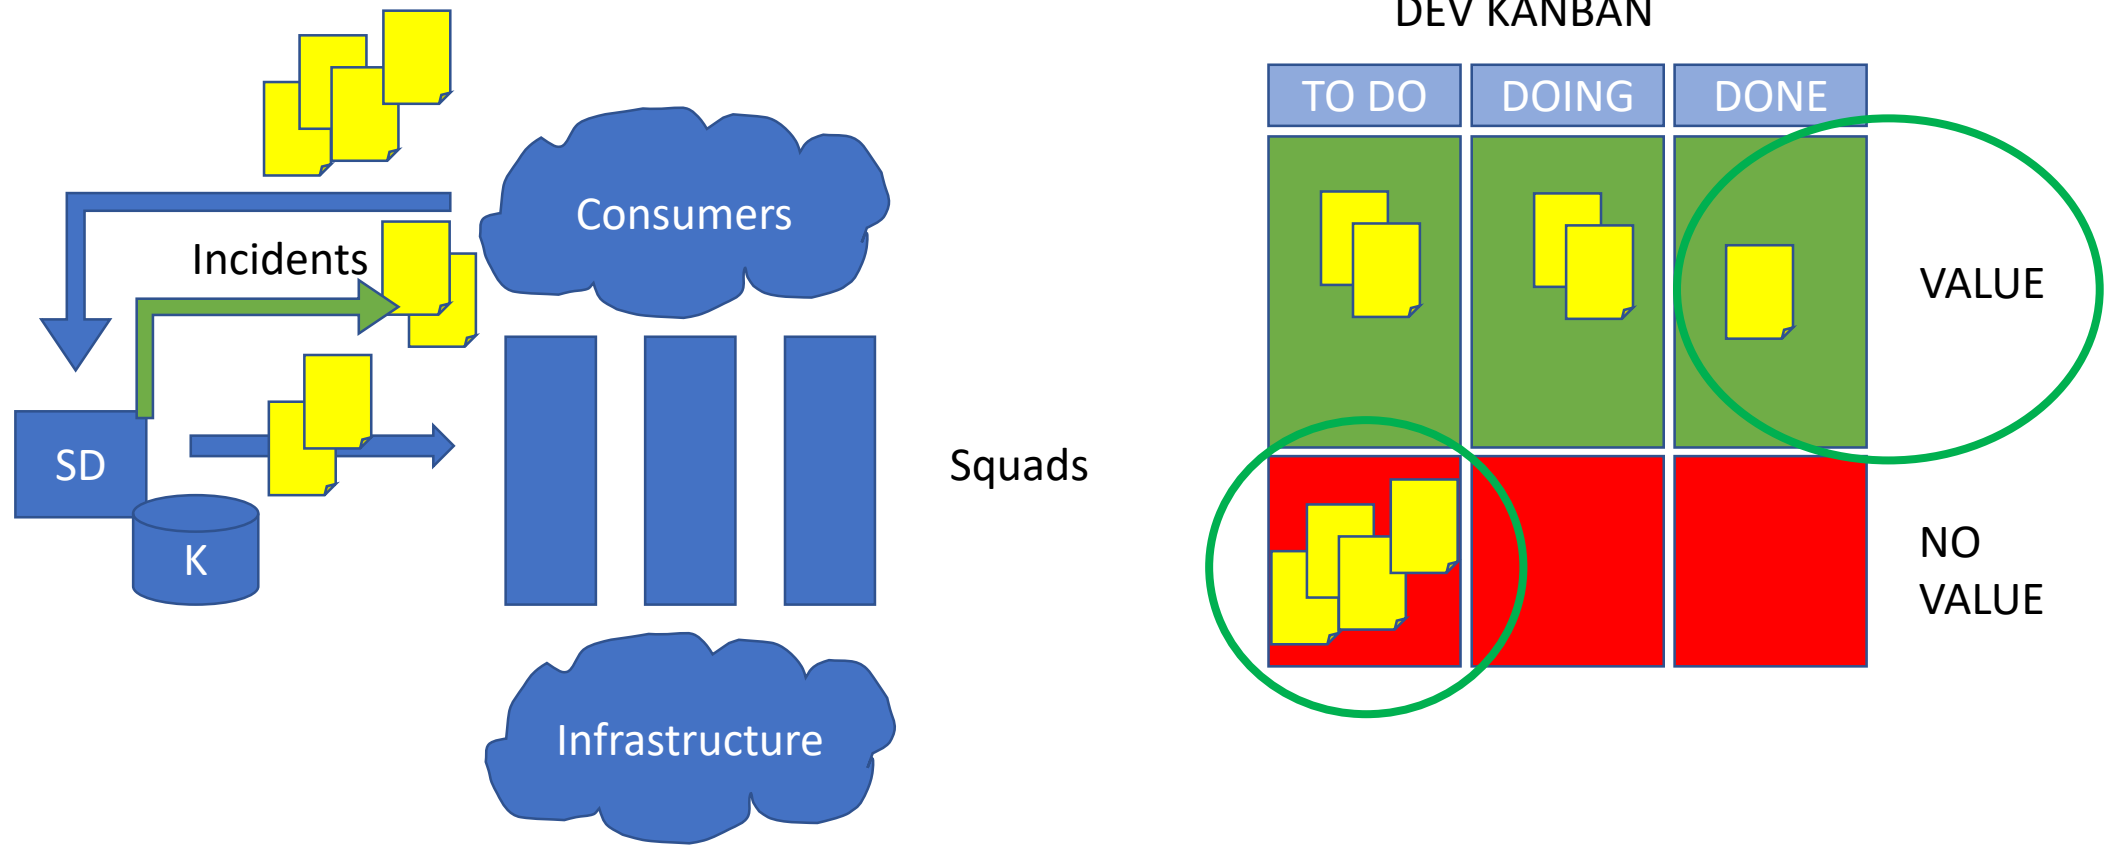 DEV KANBAN
TO DO
DOING
DONE
Consumers
Incidents
VALUE
SD
Squads
K
NO
VALUE
Infrastructure